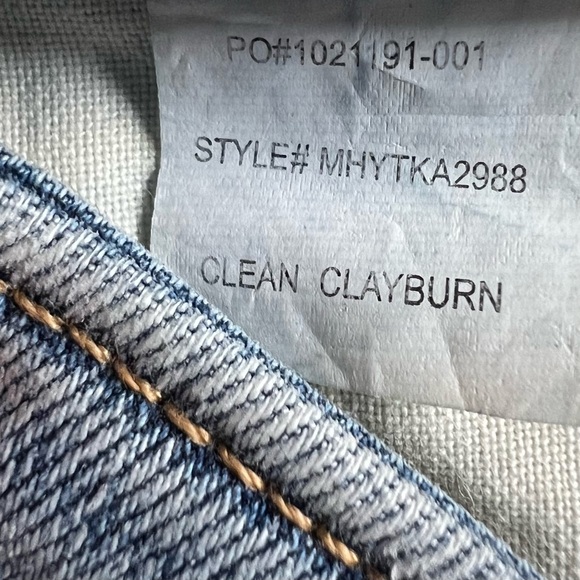 PO#1021191-001
STYLE# MHYTKA2988
CLEAN CLAYBURN